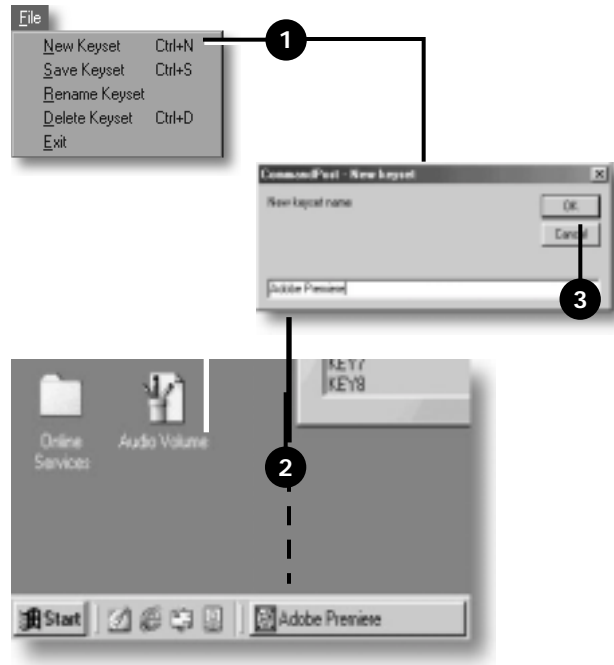 File
New Keyset Ctrl+N
Save Keyset Ctrl+S
Rename Keyset
Delete Keyset Ctrl+D
Exit
1
CommandPost - New keyset
New keyset name
OK
Cancel
Adobe Premiere
3
KEY7
KEY8
Online Services
Audio Volume
2
Start
Adobe Premiere